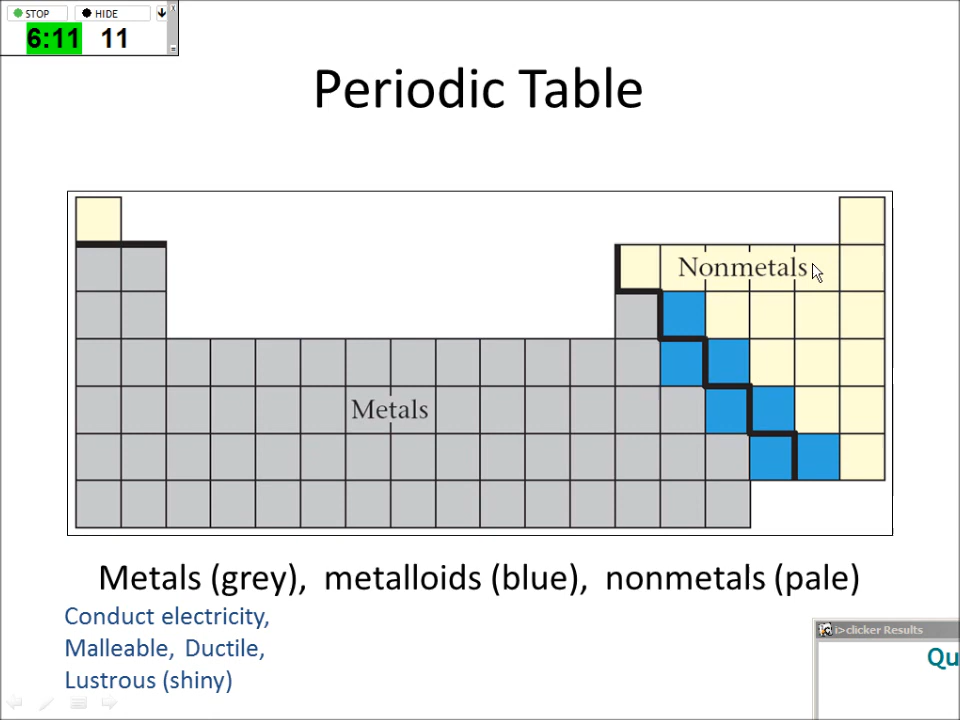 STOP HIDE
6:11 11
Periodic Table
Nonmetals
Metals
Metals (grey), metalloids (blue), nonmetals (pale)
Conduct electricity,
Malleable, Ductile,
Lustrous (shiny)
i>clicker Results
Qu